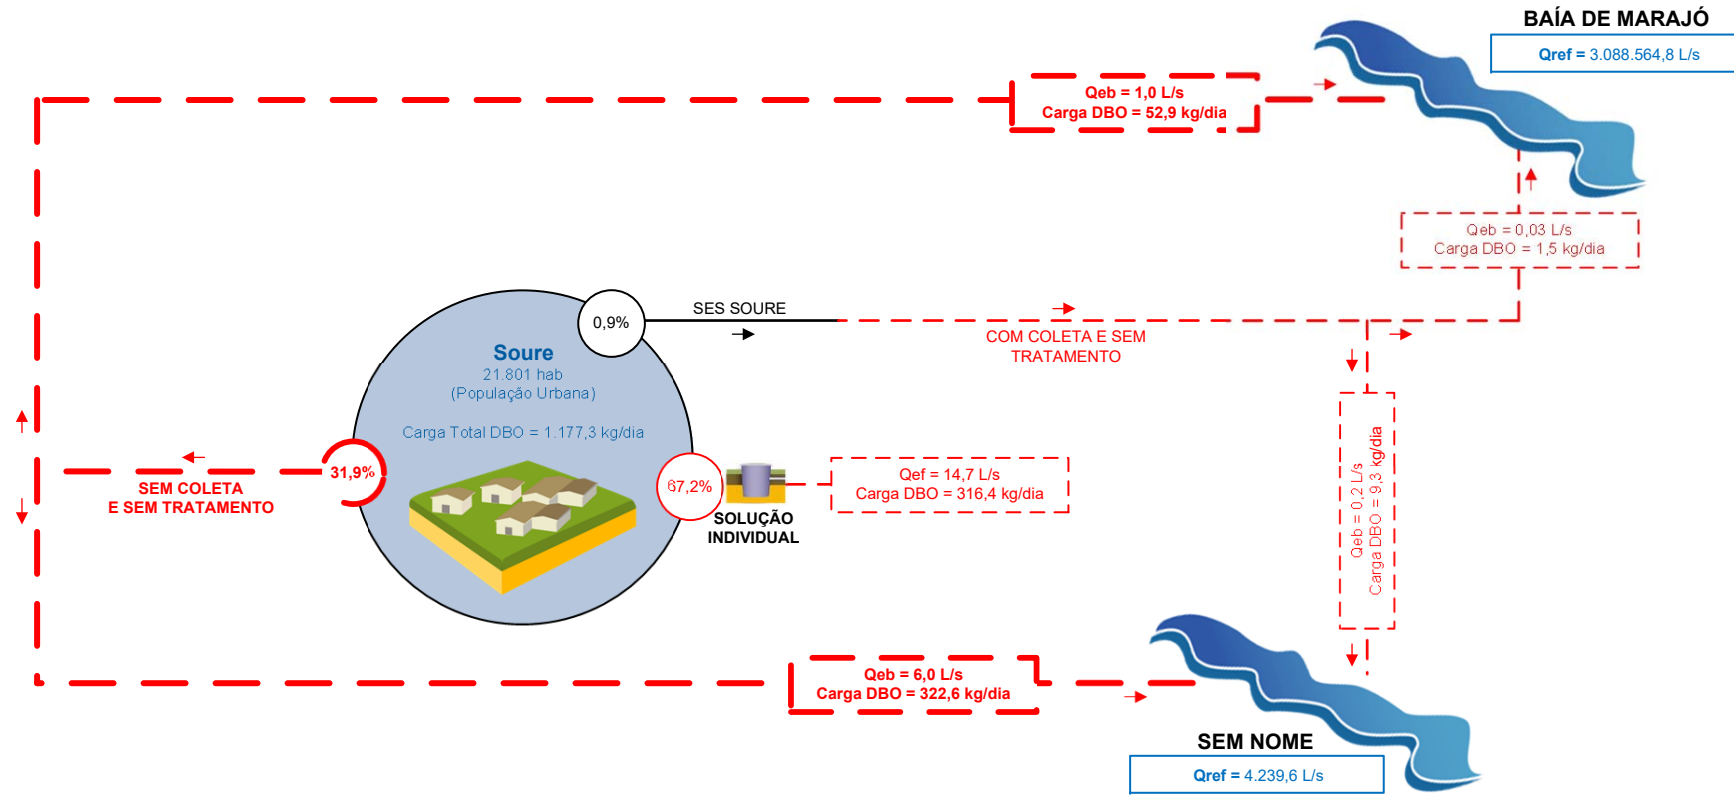 BAÍA DE MARAJÓ
Qref = 3.088.564,8 L/s
Qeb = 1,0 L/s
Carga DBO = 52,9 kg/dia
Qeb = 0,03 L/s
Carga DBO = 1,5 kg/dia
0,9%
SES SOURE
COM COLETA E SEM
TRATAMENTO
Soure
21.801 hab
(População Urbana)
Carga Total DBO = 1.177,3 kg/dia
31,9%
SEM COLETA
E SEM TRATAMENTO
67,2%
SOLUÇÃO
INDIVIDUAL
Qef = 14,7 L/s
Carga DBO = 316,4 kg/dia
Qeb = 0,2 L/s
Carga DBO = 9,3 kg/dia
Qeb = 6,0 L/s
Carga DBO = 322,6 kg/dia
SEM NOME
Qref = 4.239,6 L/s